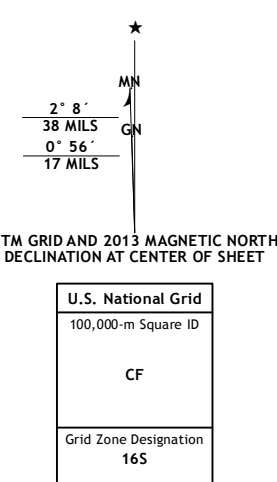 ★
MN
2° 8´
38 MILS
GN
0° 56´
17 MILS
TM GRID AND 2013 MAGNETIC NORTH
DECLINATION AT CENTER OF SHEET
U.S. National Grid
100,000-m Square ID
CF
Grid Zone Designation
16S